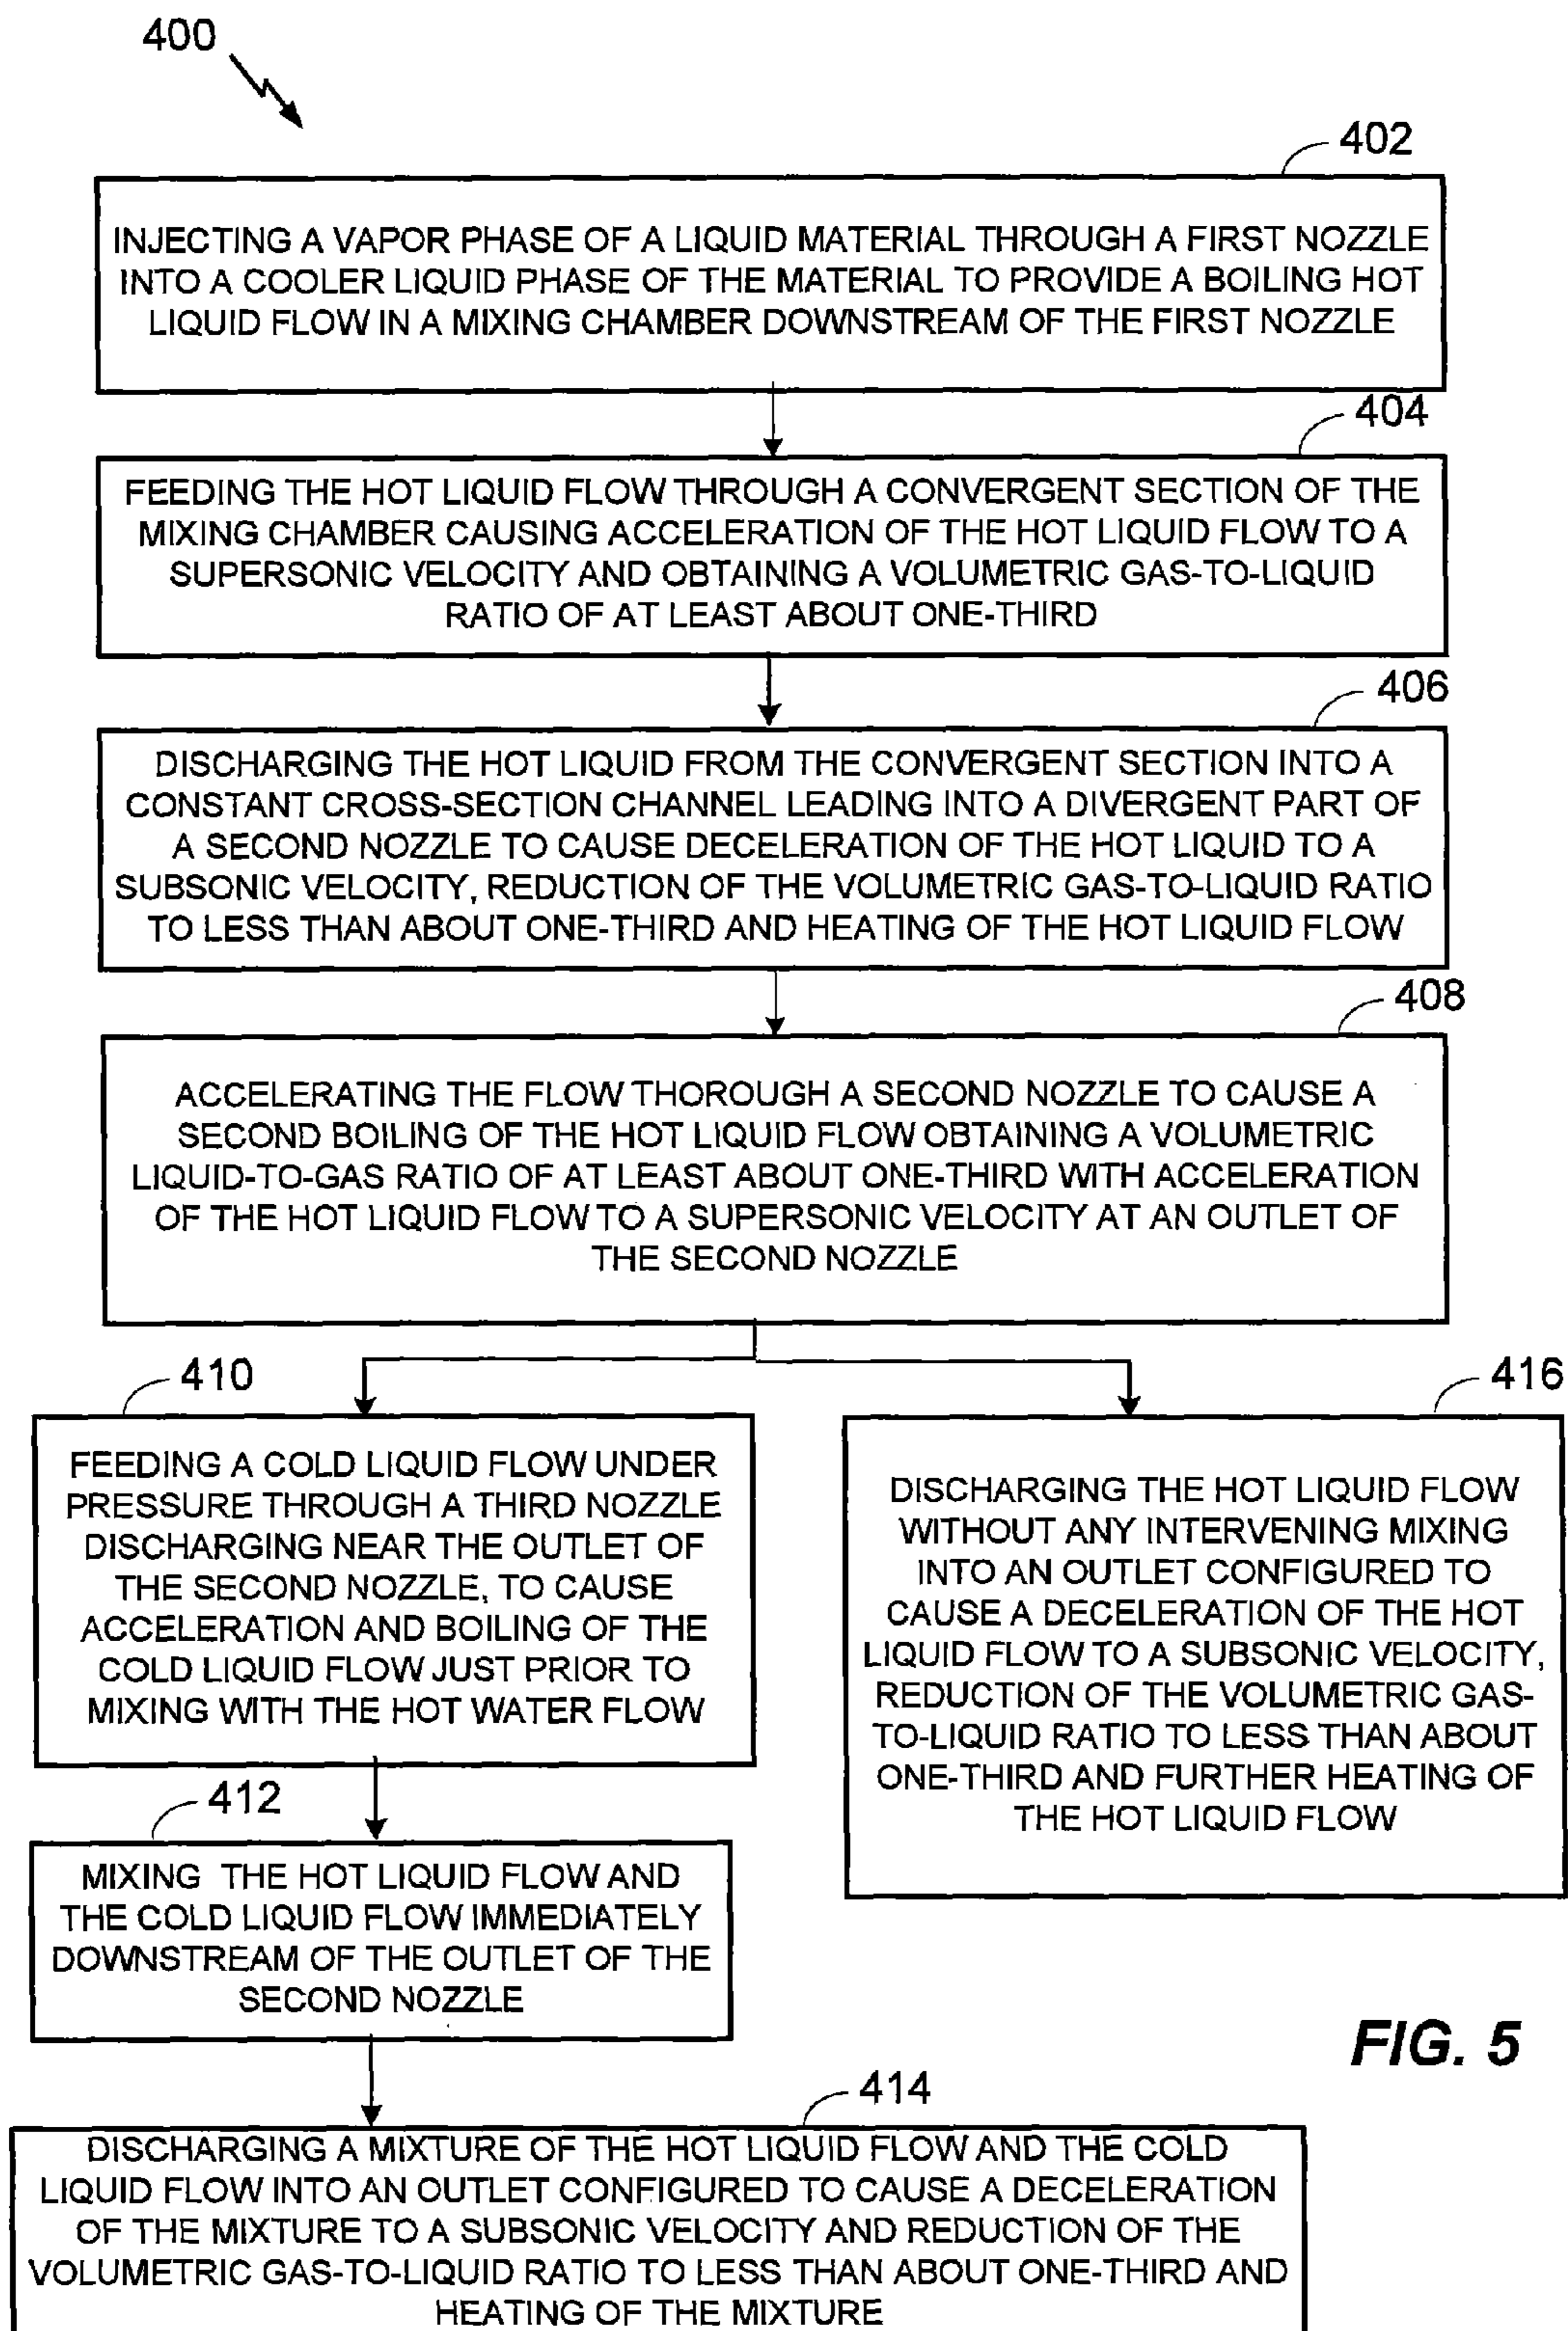 400
402
INJECTING A VAPOR PHASE OF A LIQUID MATERIAL THROUGH A FIRST NOZZLE
INTO A COOLER LIQUID PHASE OF THE MATERIAL TO PROVIDE A BOILING HOT
LIQUID FLOW IN A MIXING CHAMBER DOWNSTREAM OF THE FIRST NOZZLE
404
FEEDING THE HOT LIQUID FLOW THROUGH A CONVERGENT SECTION OF THE
MIXING CHAMBER CAUSING ACCELERATION OF THE HOT LIQUID FLOW TO A
SUPERSONIC VELOCITY AND OBTAINING A VOLUMETRIC GAS-TO-LIQUID
RATIO OF AT LEAST ABOUT ONE-THIRD
406
DISCHARGING THE HOT LIQUID FROM THE CONVERGENT SECTION INTO A
CONSTANT CROSS-SECTION CHANNEL LEADING INTO A DIVERGENT PART OF
A SECOND NOZZLE TO CAUSE DECELERATION OF THE HOT LIQUID TO A
SUBSONIC VELOCITY, REDUCTION OF THE VOLUMETRIC GAS-TO-LIQUID RATIO
TO LESS THAN ABOUT ONE-THIRD AND HEATING OF THE HOT LIQUID FLOW
408
ACCELERATING THE FLOW THOROUGH A SECOND NOZZLE TO CAUSE A
SECOND BOILING OF THE HOT LIQUID FLOW OBTAINING A VOLUMETRIC
LIQUID-TO-GAS RATIO OF AT LEAST ABOUT ONE-THIRD WITH ACCELERATION
OF THE HOT LIQUID FLOW TO A SUPERSONIC VELOCITY AT AN OUTLET OF
THE SECOND NOZZLE
410
FEEDING A COLD LIQUID FLOW UNDER
PRESSURE THROUGH A THIRD NOZZLE
DISCHARGING NEAR THE OUTLET OF
THE SECOND NOZZLE, TO CAUSE
ACCELERATION AND BOILING OF THE
COLD LIQUID FLOW JUST PRIOR TO
MIXING WITH THE HOT WATER FLOW
416
DISCHARGING THE HOT LIQUID FLOW
WITHOUT ANY INTERVENING MIXING
INTO AN OUTLET CONFIGURED TO
CAUSE A DECELERATION OF THE HOT
LIQUID FLOW TO A SUBSONIC VELOCITY,
REDUCTION OF THE VOLUMETRIC GAS-
TO-LIQUID RATIO TO LESS THAN ABOUT
ONE-THIRD AND FURTHER HEATING OF
THE HOT LIQUID FLOW
412
MIXING THE HOT LIQUID FLOW AND
THE COLD LIQUID FLOW IMMEDIATELY
DOWNSTREAM OF THE OUTLET OF THE
SECOND NOZZLE
FIG. 5
414
DISCHARGING A MIXTURE OF THE HOT LIQUID FLOW AND THE COLD
LIQUID FLOW INTO AN OUTLET CONFIGURED TO CAUSE A DECELERATION
OF THE MIXTURE TO A SUBSONIC VELOCITY AND REDUCTION OF THE
VOLUMETRIC GAS-TO-LIQUID RATIO TO LESS THAN ABOUT ONE-THIRD AND
HEATING OF THE MIXTURE